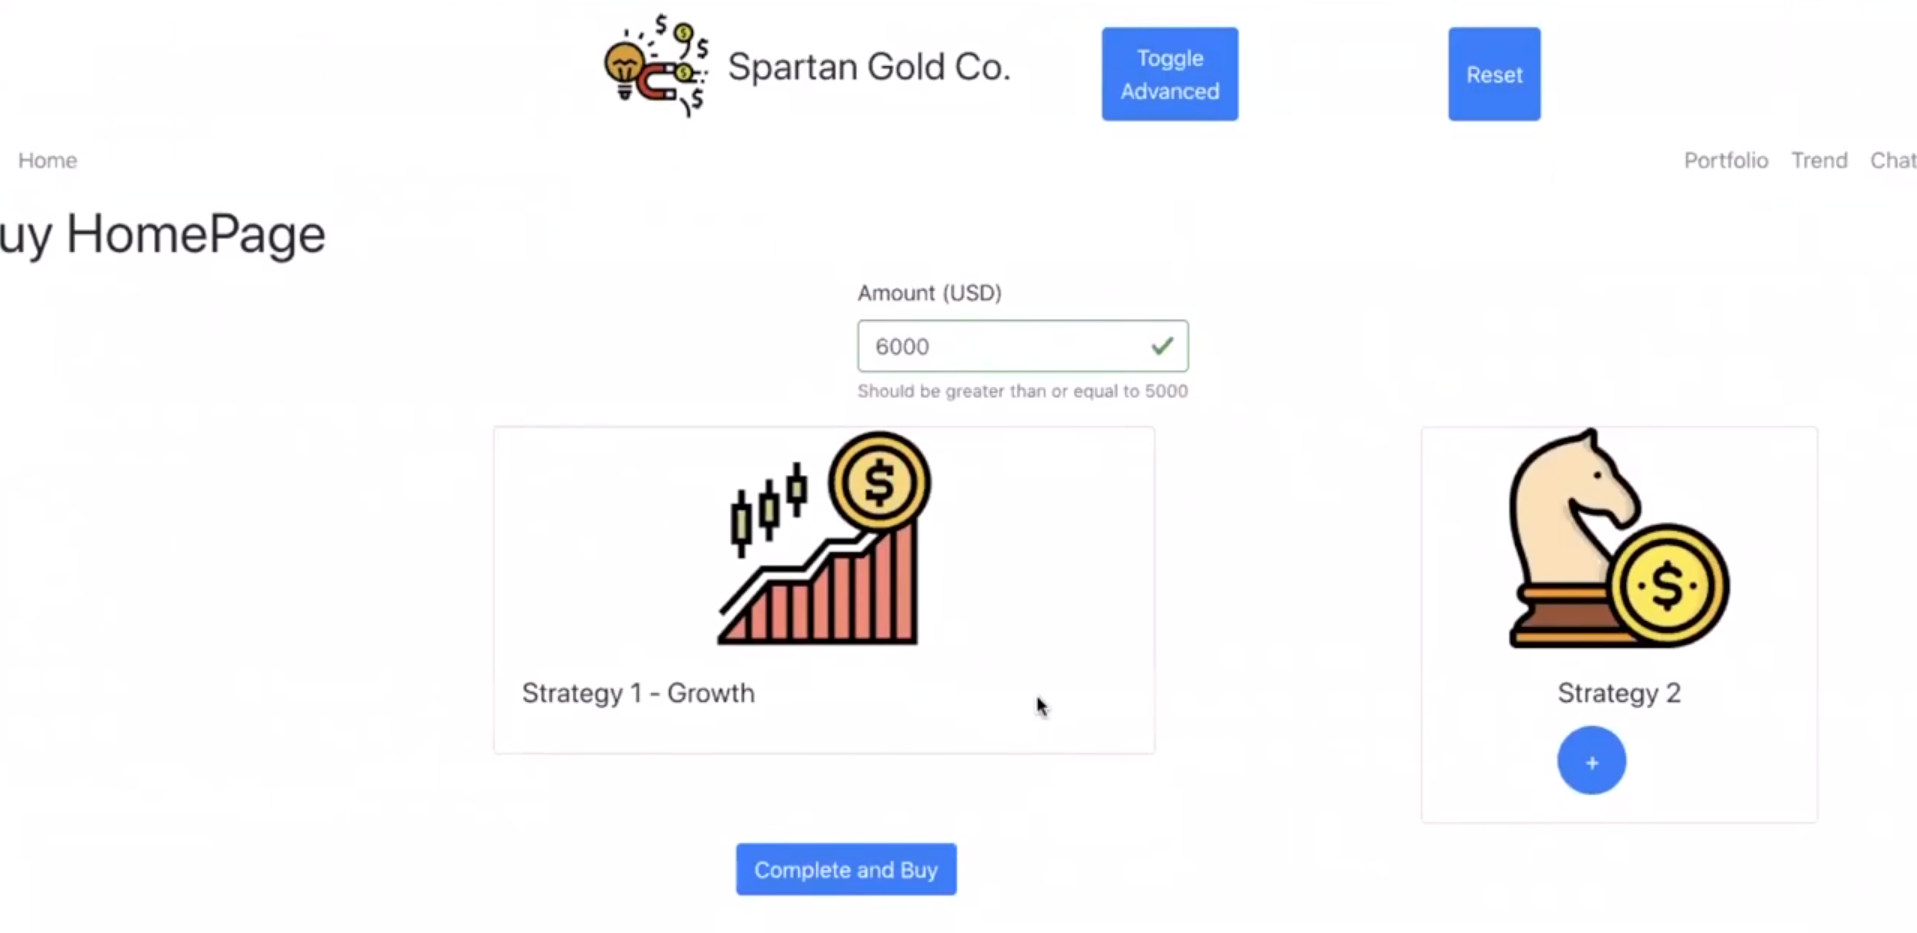 Spartan Gold Co.
Toggle
Advanced
Reset
Home
Portfolio Trend Chat
uy HomePage
Amount (USD)
6000
Should be greater than or equal to 5000
Strategy 1 - Growth
Strategy 2
+
Complete and Buy